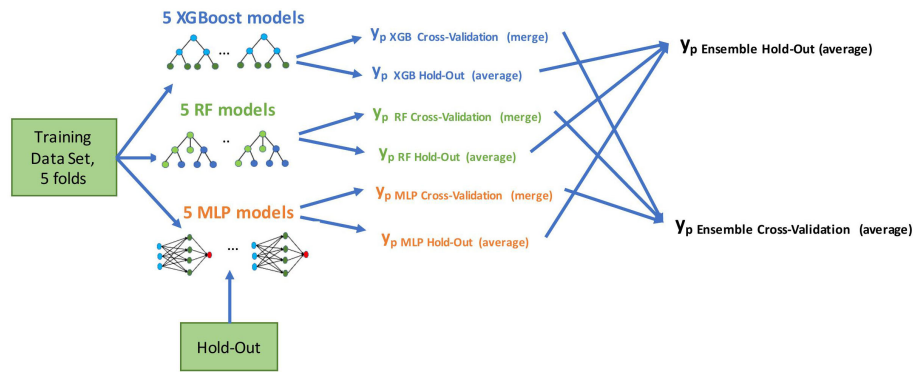 5 XGBoost models
...
yp XGB Cross-Validation (merge)
yp XGB Hold-Out (average)
yp Ensemble Hold-Out (average)
5 RF models
..
yp RF Cross-Validation (merge)
yp RF Hold-Out (average)
Training
Data Set,
5 folds
5 MLP models
...
yp MLP Cross-Validation (merge)
yp MLP Hold-Out (average)
yp Ensemble Cross-Validation (average)
Hold-Out